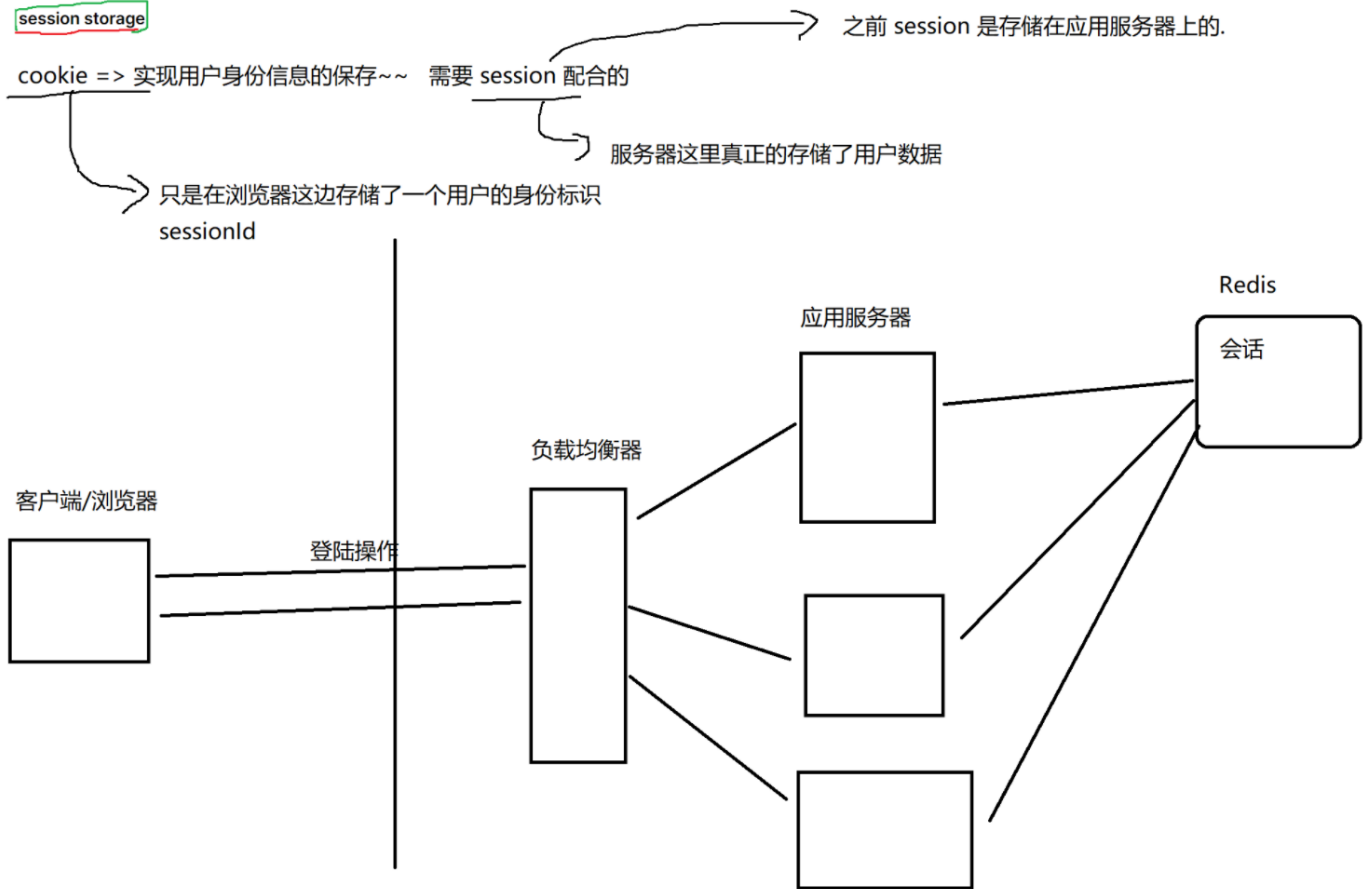 session storage
之前 session 是存储在应用服务器上的.
cookie => 实现用户身份信息的保存~~ 需要 session 配合的
服务器这里真正的存储了用户数据
只是在浏览器这边存储了一个用户的身份标识
sessionId
Redis
应用服务器
会话
负载均衡器
客户端/浏览器
登陆操作